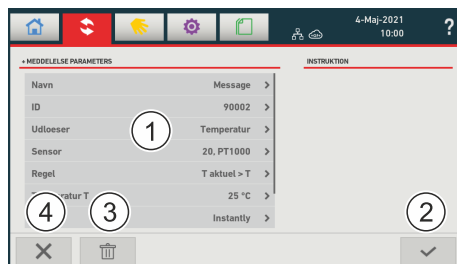 4-Maj-2021
10:00
?
+ MEDDELELSE PARAMETERS
INSTRUKTION
Navn Message >
ID 90002 >
Udloeser Temperatur >
Sensor 20, PT1000 >
Regel T aktuel > T >
T 25 °C >
Instantly >
1
2
3
4